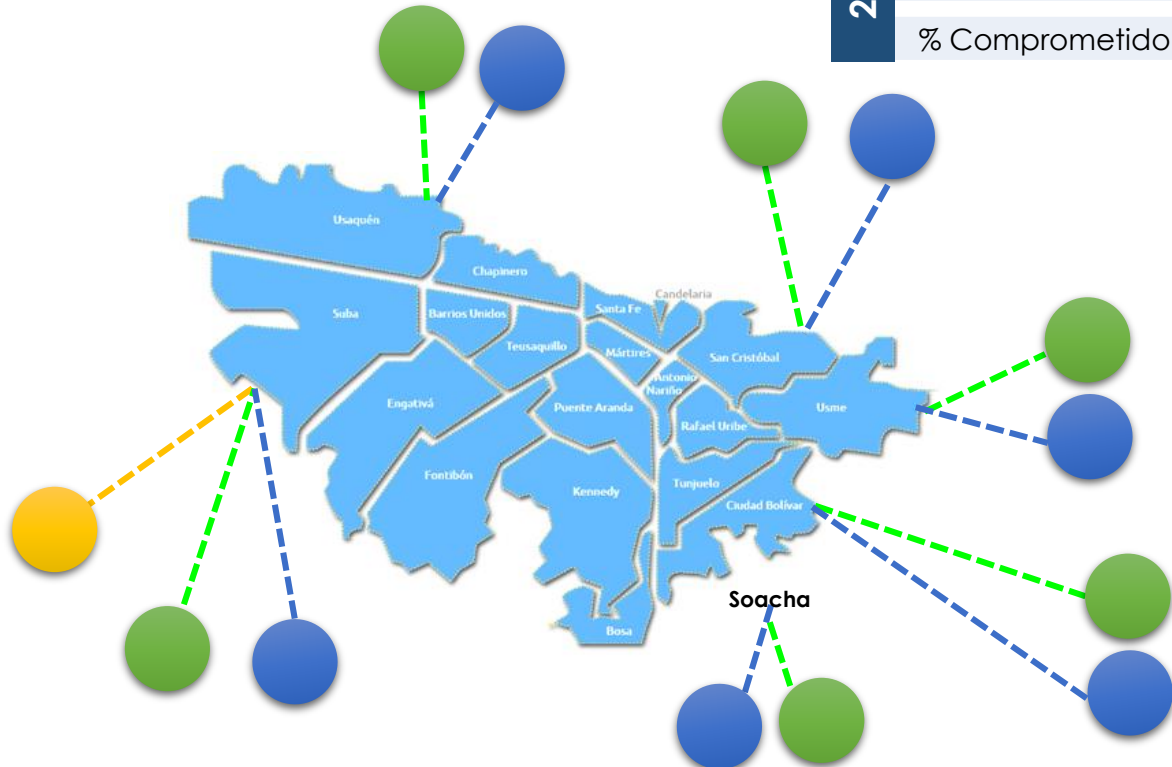 2
% Comprometido
Usaquén
Chapinero
Candelaria
Santa Fe
Suba
Barrios Unidos
Teusaquillo
Mártires
San Cristóbal
Antonio
Nariño
Engativá
Puente Aranda
Usme
Rafael Uribe
Fontibón
Kennedy
Tunjuelo
Ciudad Bolívar
Soacha
Bosa